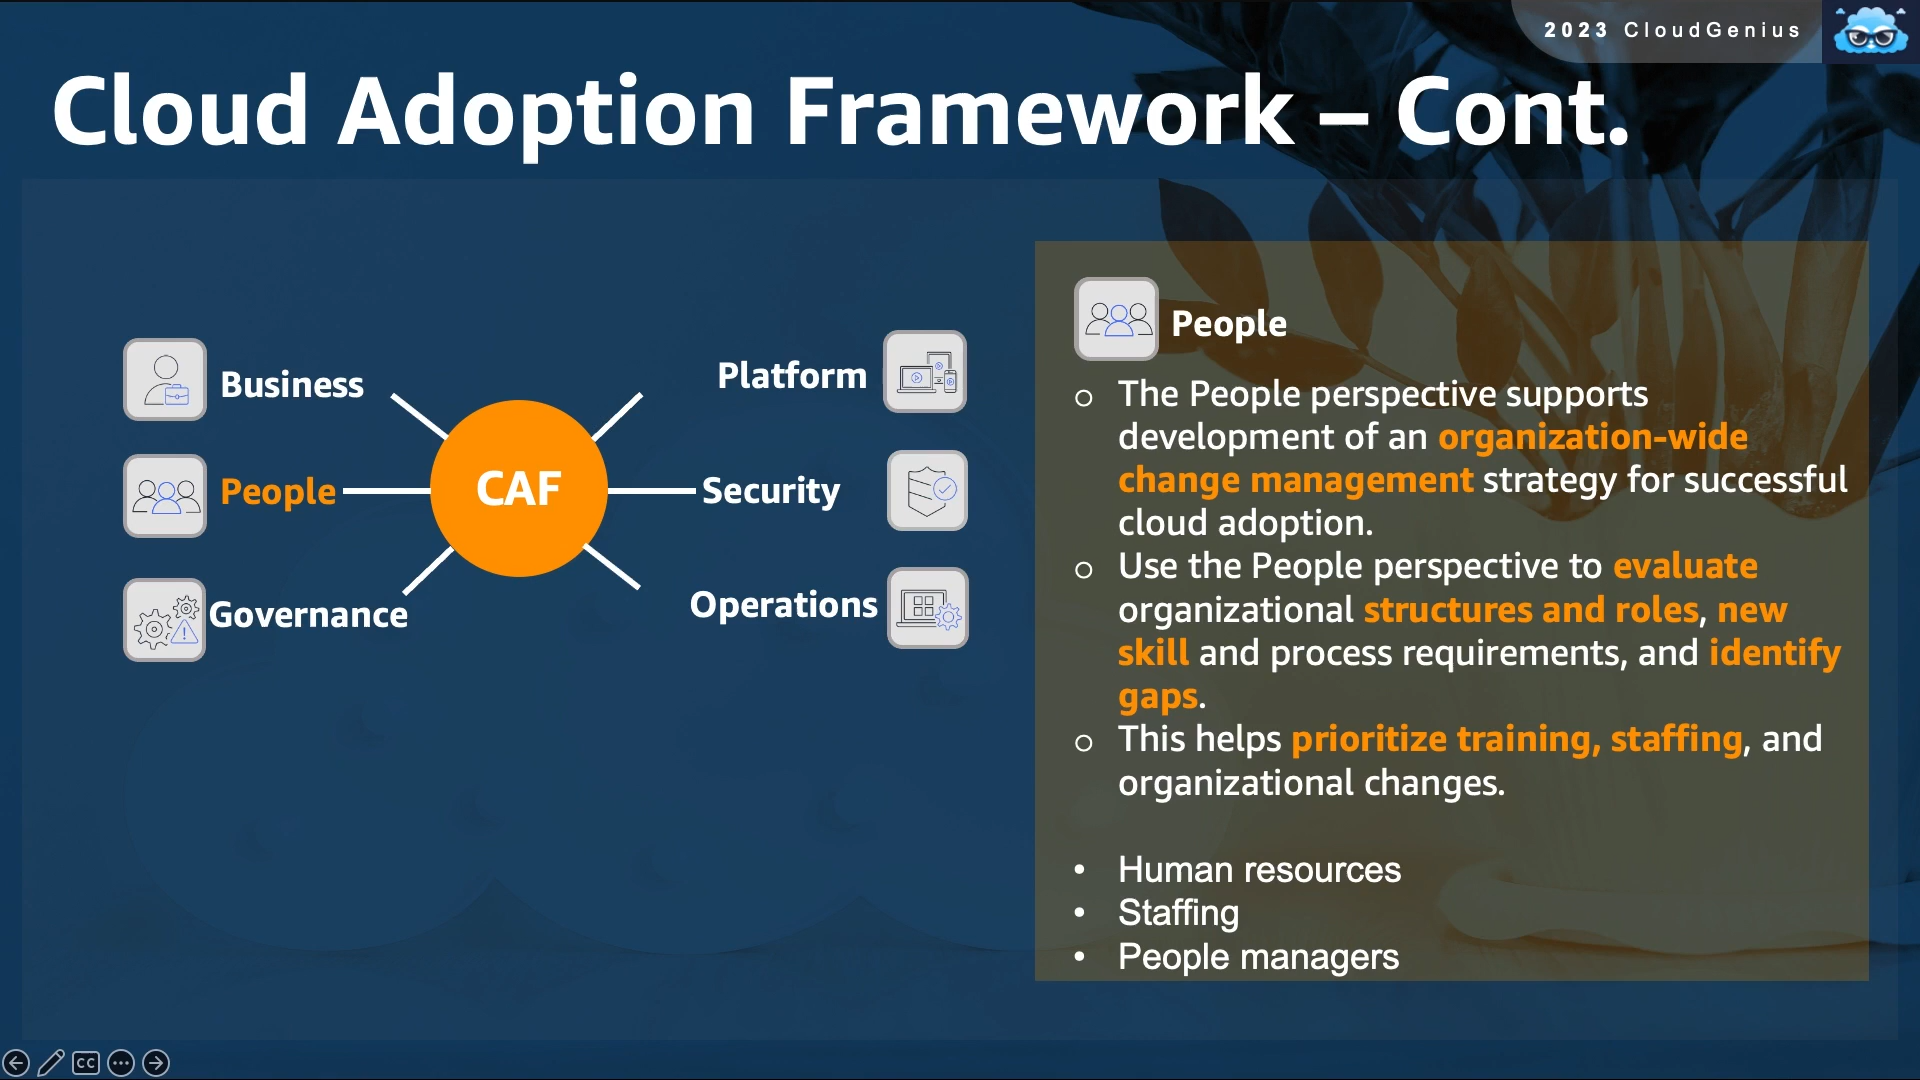 2023 CloudGenius
Cloud Adoption Framework – Cont.
Business
People
Governance
CAF
Platform
Security
Operations
People
The People perspective supports
development of an organization-wide
change management strategy for successful
cloud adoption.
Use the People perspective to evaluate
organizational structures and roles, new
skill and process requirements, and identify
gaps.
This helps prioritize training, staffing, and
organizational changes.
Human resources
Staffing
People managers
CC